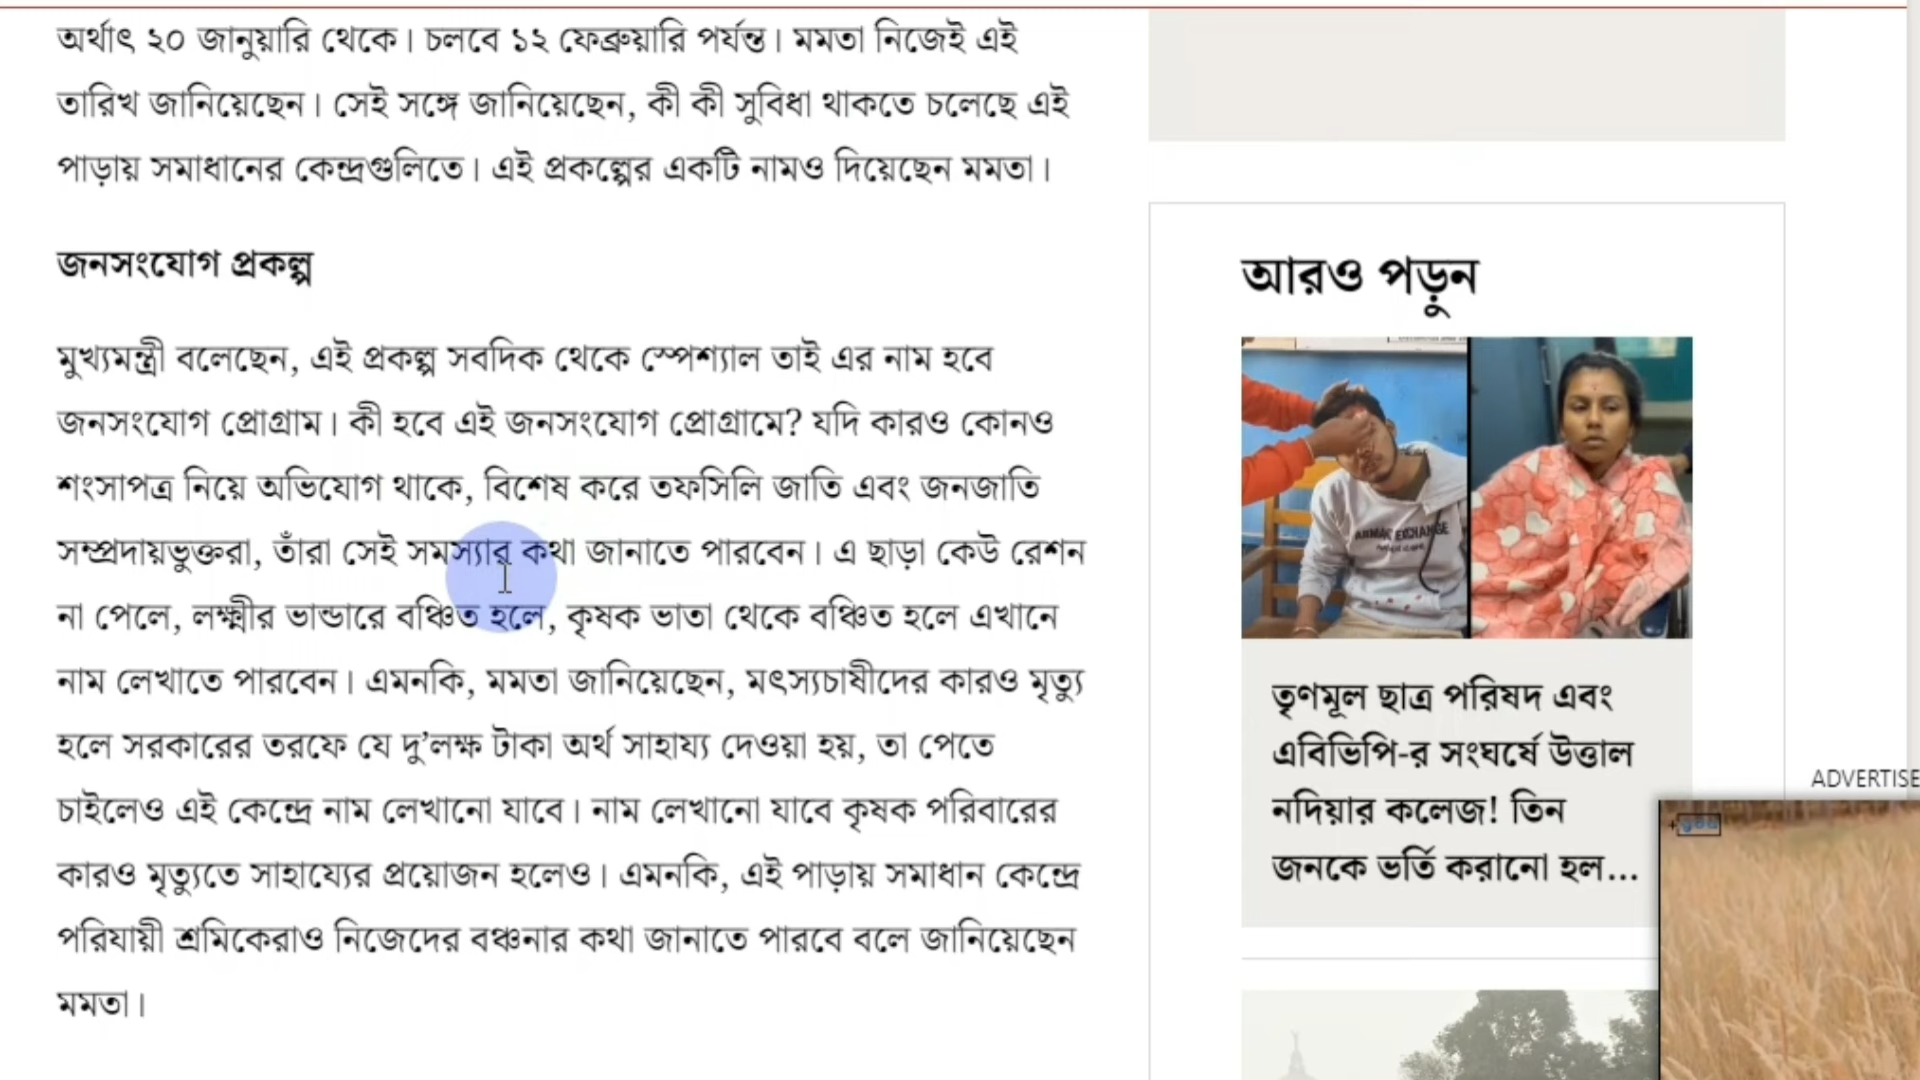 অর্থাৎ ২০ জানুয়ারি থেকে। চলবে ১২ ফেব্রুয়ারি পর্যন্ত। মমতা নিজেই এই
তারিখ জানিয়েছেন। সেই সঙ্গে জানিয়েছেন, কী কী সুবিধা থাকতে চলেছে এই
পাড়ায় সমাধানের কেন্দ্রগুলিতে। এই প্রকল্পের একটি নামও দিয়েছেন মমতা।
জনসংযোগ প্রকল্প
মুখ্যমন্ত্রী বলেছেন, এই প্রকল্প সবদিক থেকে স্পেশ্যাল তাই এর নাম হবে
জনসংযোগ প্রোগ্রাম। কী হবে এই জনসংযোগ প্রোগ্রামে? যদি কারও কোনও
শংসাপত্র নিয়ে অভিযোগ থাকে, বিশেষ করে তফসিলি জাতি এবং জনজাতি
সম্প্রদায়ভুক্তরা, তাঁরা সেই সমস্যার কথা জানাতে পারবেন। এ ছাড়া কেউ রেশন
না পেলে, লক্ষ্মীর ভান্ডারে বঞ্চিত হলে, কৃষক ভাতা থেকে বঞ্চিত হলে এখানে
নাম লেখাতে পারবেন। এমনকি, মমতা জানিয়েছেন, মৎস্যচাষীদের কারও মৃত্যু
হলে সরকারের তরফে যে দু’লক্ষ টাকা অর্থ সাহায্য দেওয়া হয়, তা পেতে
চাইলেও এই কেন্দ্রে নাম লেখানো যাবে। নাম লেখানো যাবে কৃষক পরিবারের
কারও মৃত্যুতে সাহায্যের প্রয়োজন হলেও। এমনকি, এই পাড়ায় সমাধান কেন্দ্রে
পরিযায়ী শ্রমিকেরাও নিজেদের বঞ্চনার কথা জানাতে পারবে বলে জানিয়েছেন
মমতা।
আরও পড়ুন
EXCHANGE
তৃণমূল ছাত্র পরিষদ এবং
এবিভিপি-র সংঘর্ষে উত্তাল
নদিয়ার কলেজ! তিন
জনকে ভর্তি করানো হল...
ADVERTISE